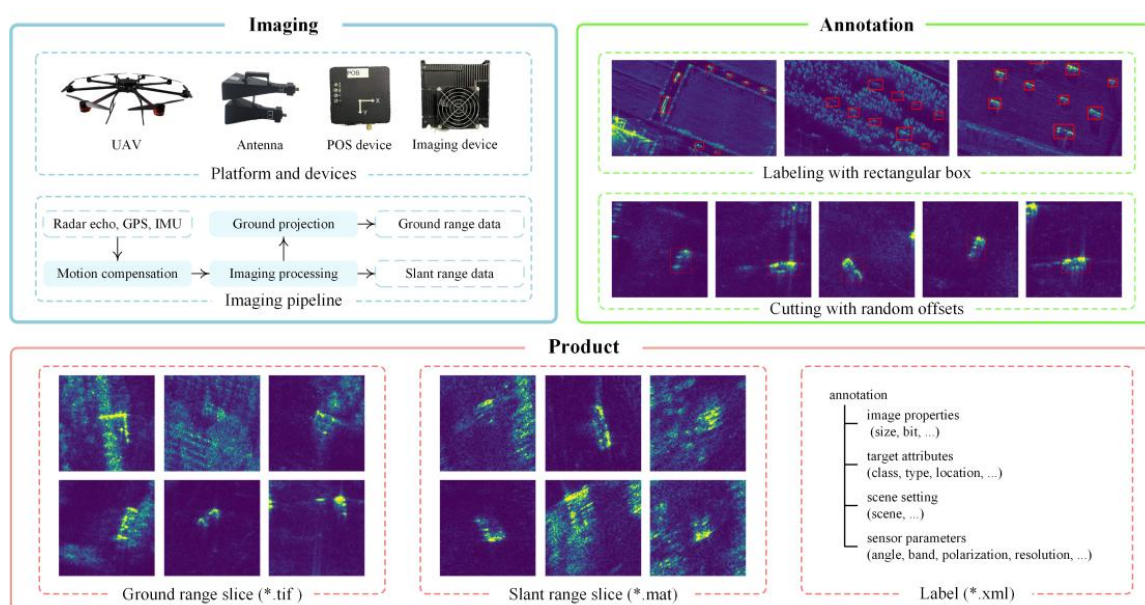 Imaging
UAV
Antenna
POS
X
POS device
Imaging device
Platform and devices
Radar echo, GPS, IMU
Ground projection
Ground range data
Motion compensation
Imaging processing
Slant range data
Imaging pipeline
Annotation
Labeling with rectangular box
Cutting with random offsets
Product
Ground range slice (*.tif )
Slant range slice (*.mat)
annotation
image properties
(size, bit, ...)
target attributes
(class, type, location, ...)
scene setting
(scene, ...)
sensor parameters
(angle, band, polarization, resolution, ...)
Label (*.xml)